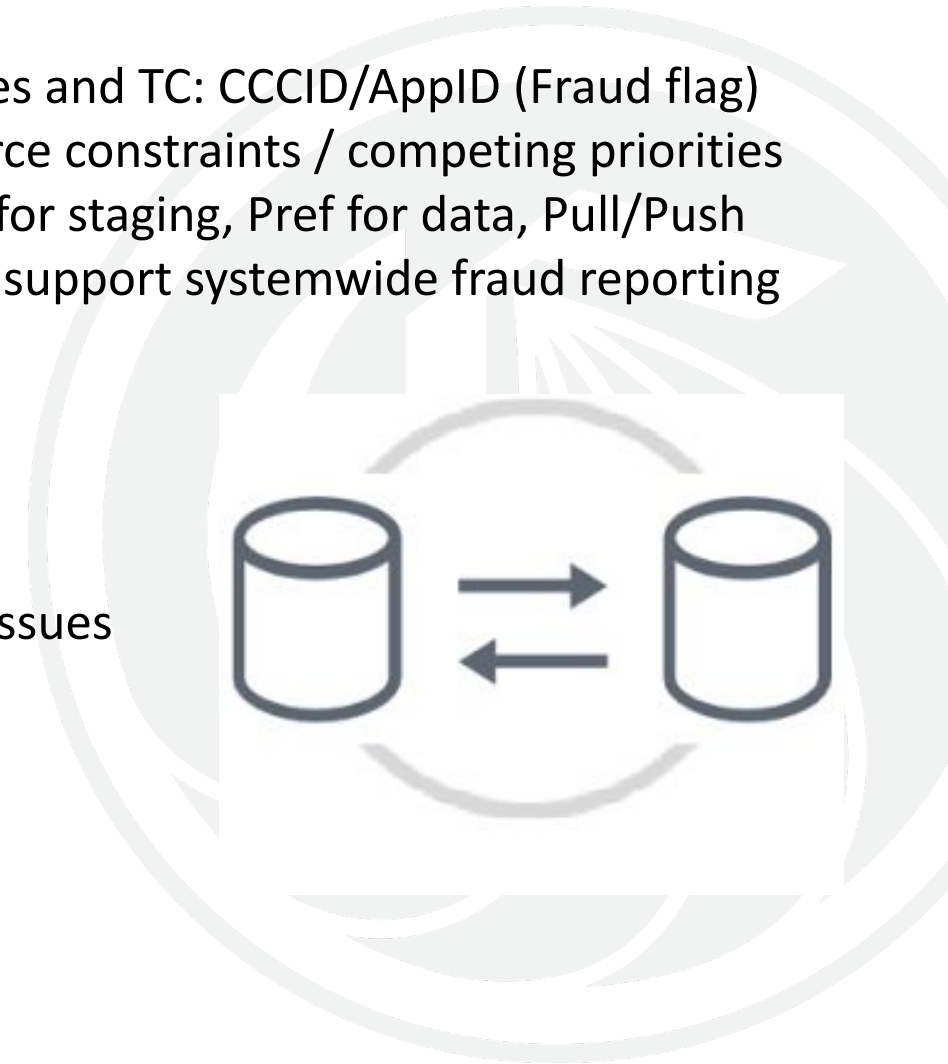 es and TC: CCCID/AppID (Fraud flag)
rce constraints / competing priorities
for staging, Pref for data, Pull/Push
support systemwide fraud reporting
ssues